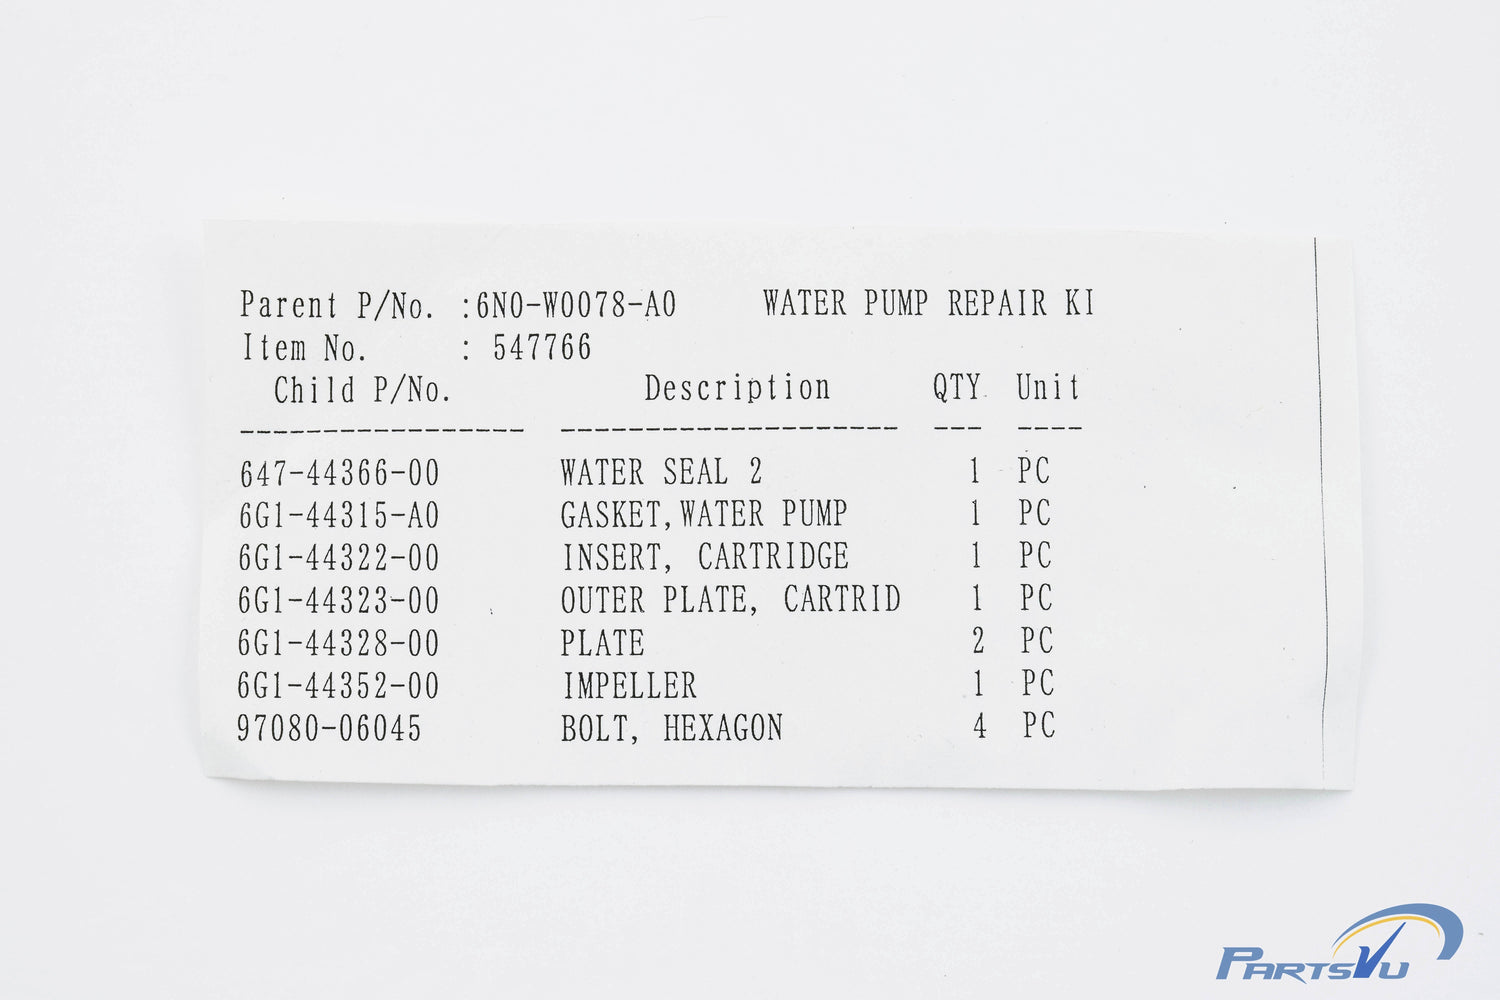 Parent P/No. :6N0-W0078-A0 WATER PUMP REPAIR KI
Item No. : 547766
Child P/No. Description QTY Unit
----------------- -------------------- --- ----
647-44366-00 WATER SEAL 2 1 PC
6G1-44315-A0 GASKET,WATER PUMP 1 PC
6G1-44322-00 INSERT, CARTRIDGE 1 PC
6G1-44323-00 OUTER PLATE, CARTRID 1 PC
6G1-44328-00 PLATE 2 PC
6G1-44352-00 IMPELLER 1 PC
97080-06045 BOLT, HEXAGON 4 PC
PARTSVU